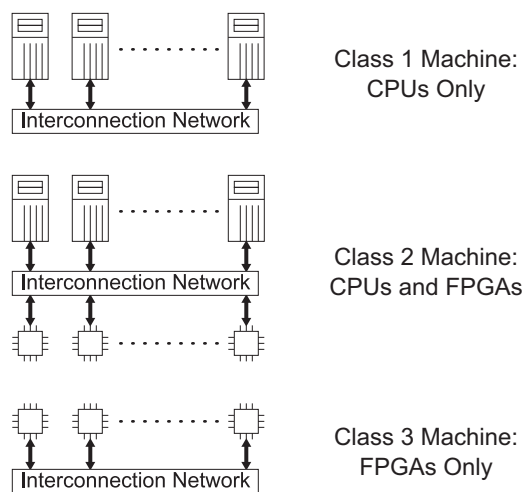 Class 1 Machine:
CPUs Only
Interconnection Network
Class 2 Machine:
CPUs and FPGAs
Interconnection Network
Class 3 Machine:
FPGAs Only
Interconnection Network